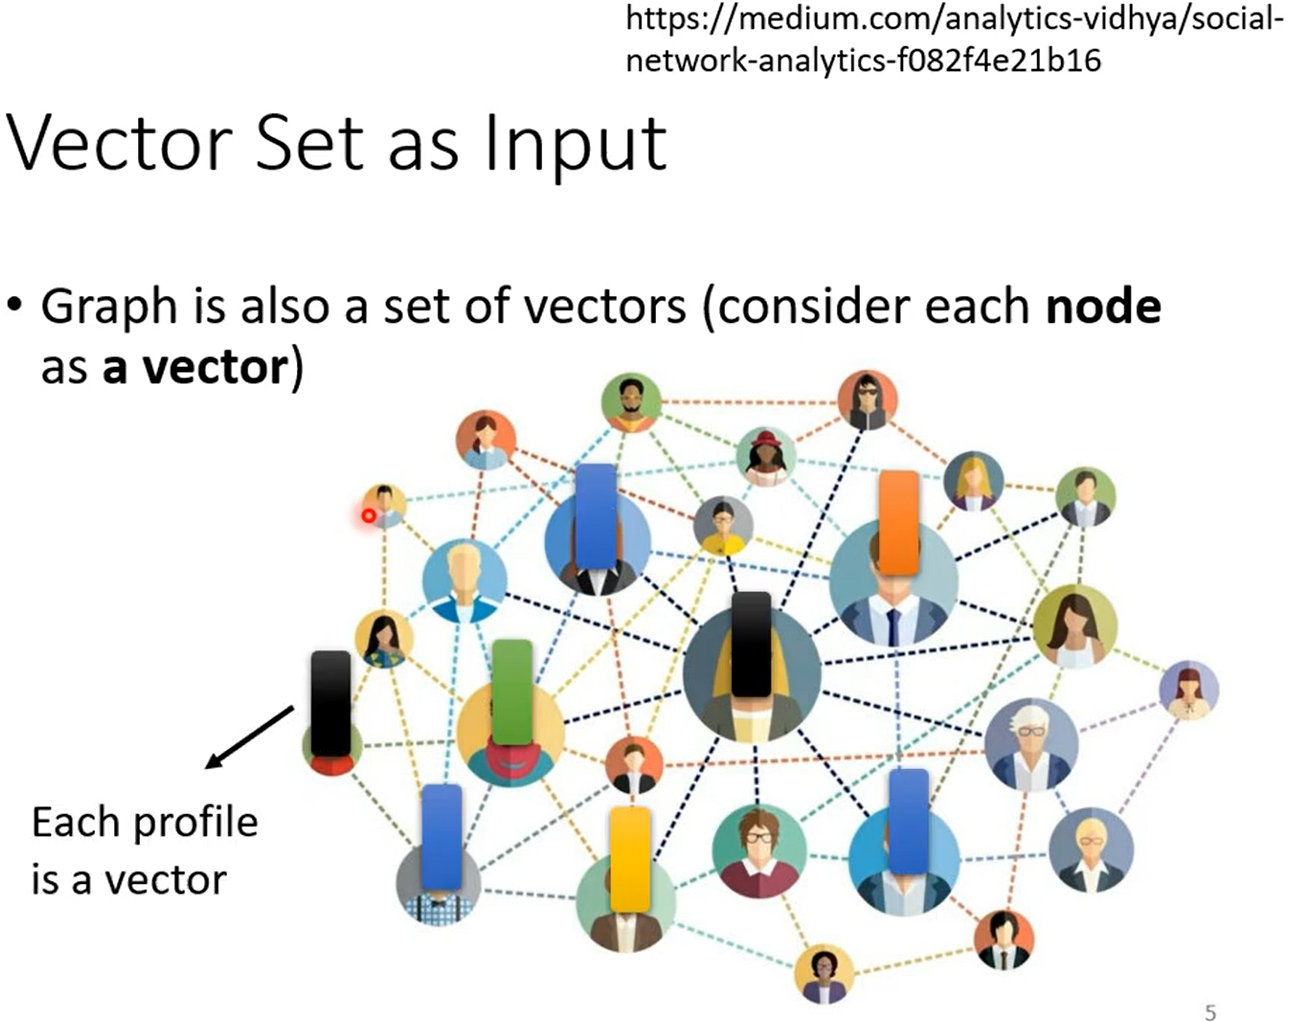 https://medium.com/analytics-vidhya/social-
network-analytics-f082f4e21b16
Vector Set as Input
• Graph is also a set of vectors (consider each node
as a vector)
Each profile
is a vector
5